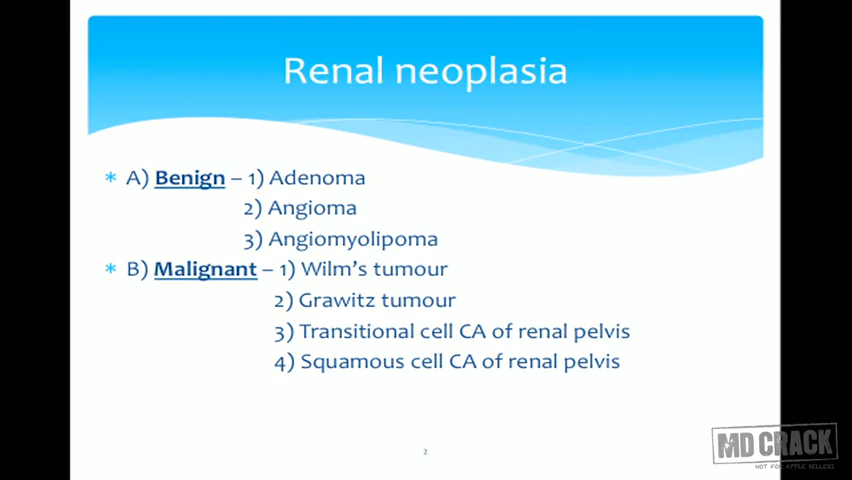 Renal neoplasia
* A) Benign – 1) Adenoma
2) Angioma
3) Angiomyolipoma
* B) Malignant – 1) Wilm's tumour
2) Grawitz tumour
3) Transitional cell CA of renal pelvis
4) Squamous cell CA of renal pelvis
2
MD CRACK
NOT FOR APPLE SELLERS